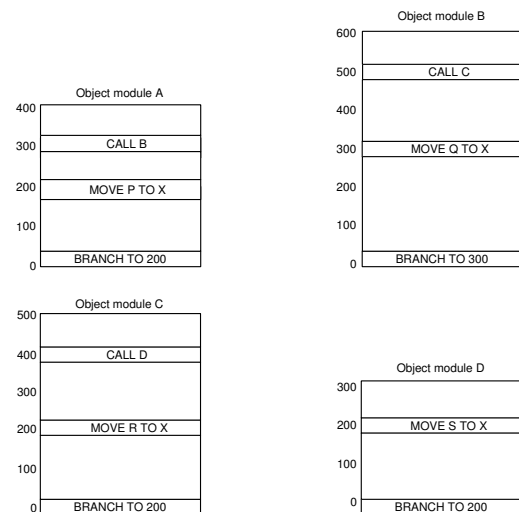 Object module A
400
300
CALL B
200
MOVE P TO X
100
0
BRANCH TO 200
Object module B
600
500
CALL C
400
300
MOVE Q TO X
200
100
0
BRANCH TO 300
Object module C
500
400
CALL D
300
200
MOVE R TO X
100
0
BRANCH TO 200
Object module D
300
200
MOVE S TO X
100
0
BRANCH TO 200